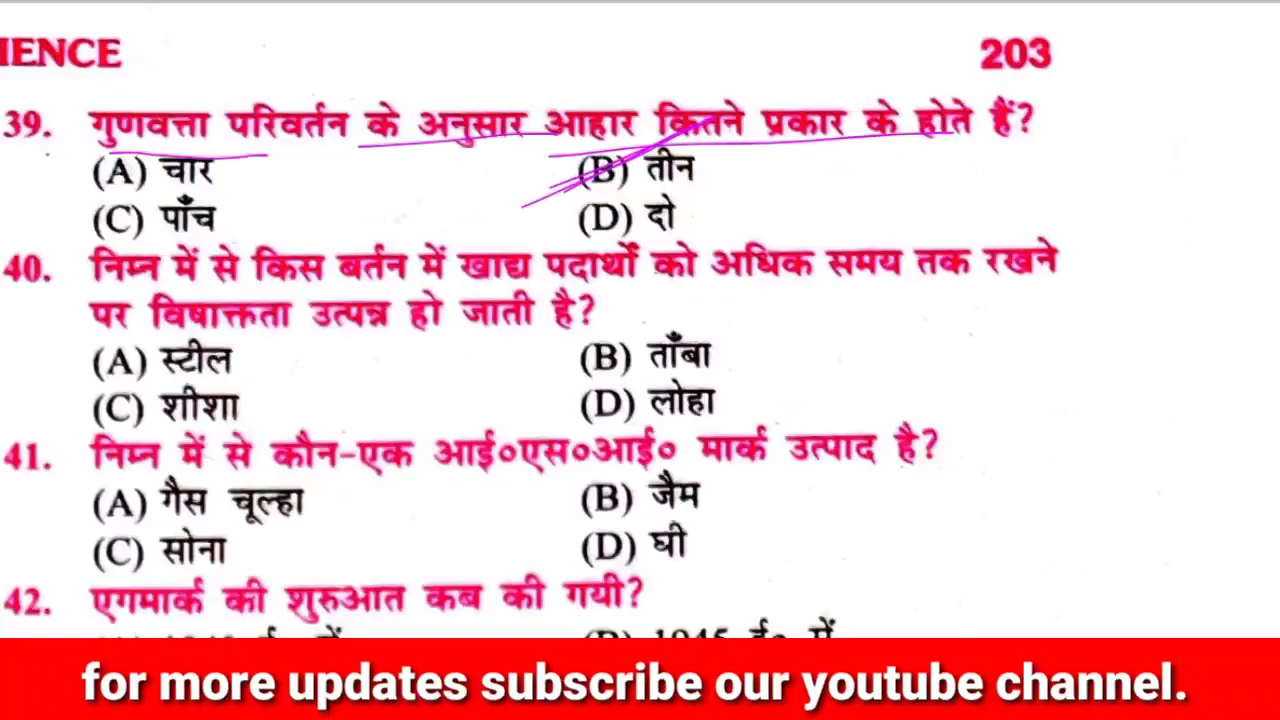 IENCE 203
39. गुणवत्ता परिवर्तन के अनुसार आहार कितने प्रकार के होते हैं?
(A) चार (B) तीन
(C) पाँच (D) दो
40. निम्न में से किस बर्तन में खाद्य पदार्थों को अधिक समय तक रखने
पर विषाक्तता उत्पन्न हो जाती है?
(A) स्टील (B) ताँबा
(C) शीशा (D) लोहा
41. निम्न में से कौन-एक आई०एस०आई० मार्क उत्पाद है?
(A) गैस चूल्हा (B) जैम
(C) सोना (D) घी
42. एगमार्क की शुरुआत कब की गयी?
for more updates subscribe our youtube channel.